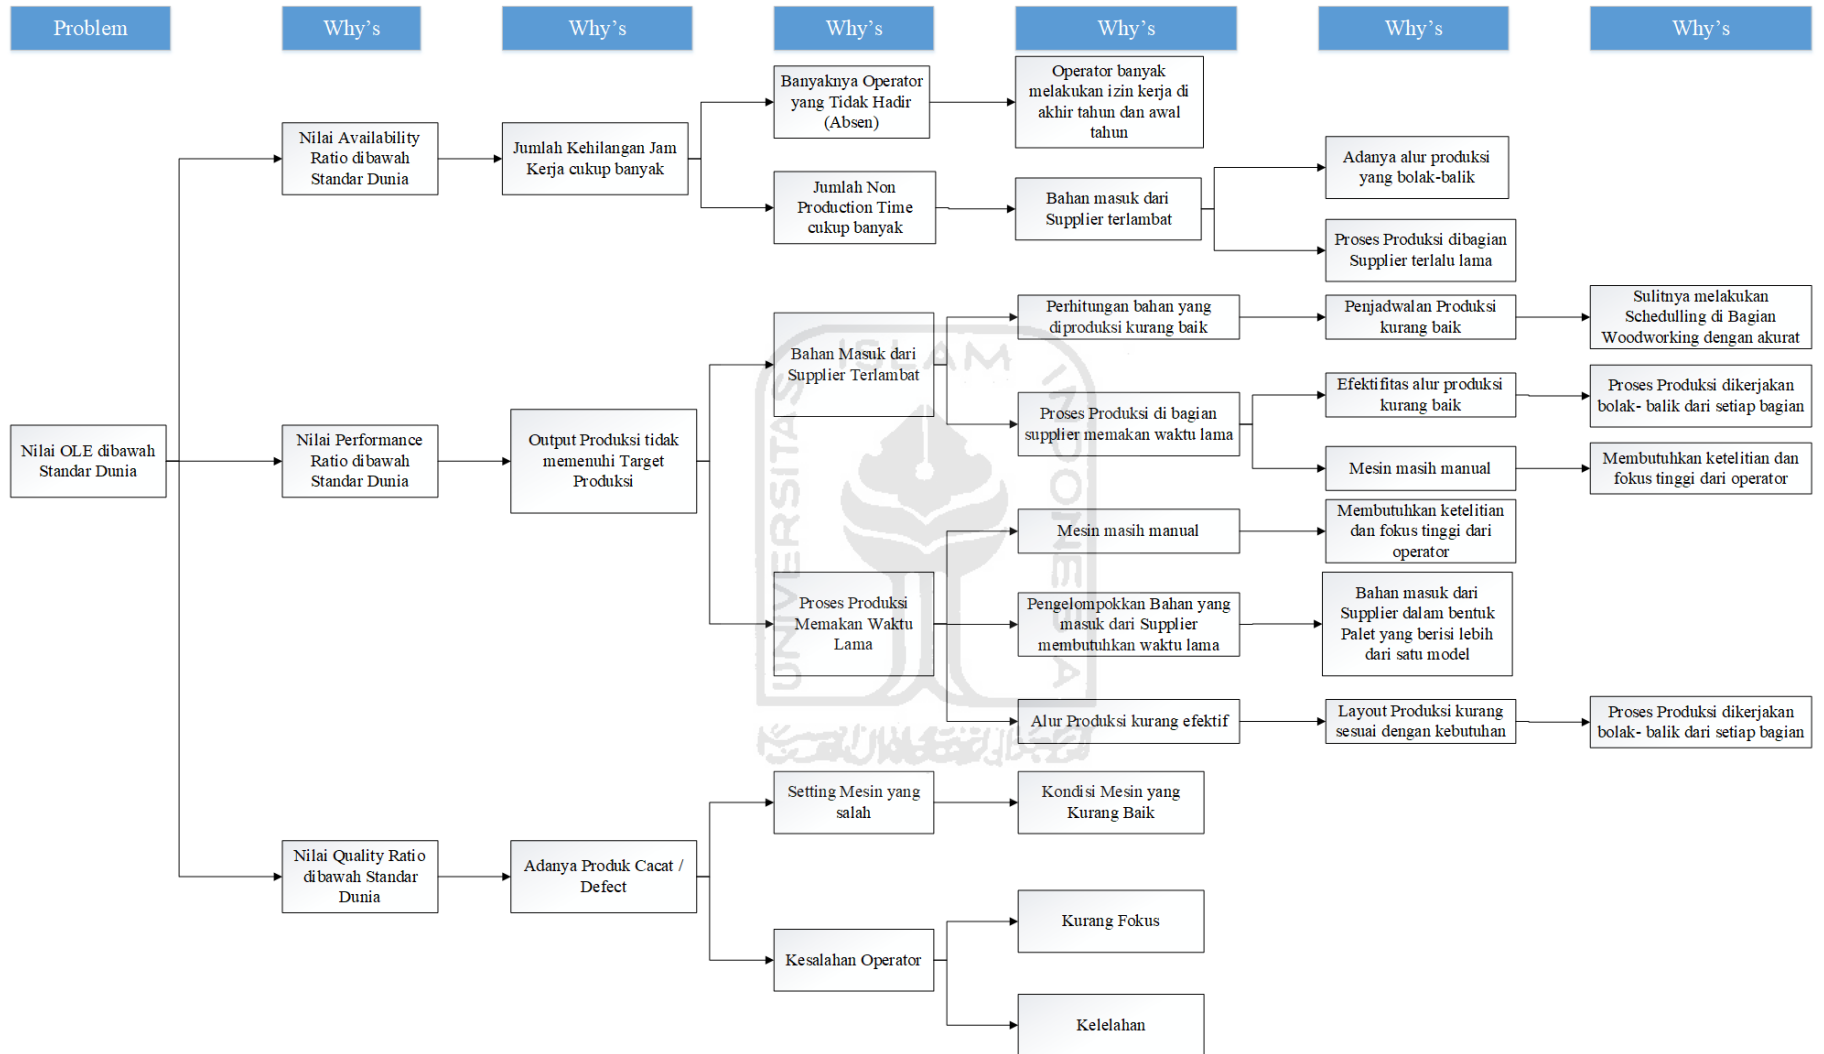 Problem
Why's
Why's
Why's
Why's
Why's
Why's
Nilai OLE dibawah
Standar Dunia
Nilai Availability
Ratio dibawah
Standar Dunia
Jumlah Kehilangan Jam
Kerja cukup banyak
Banyaknya Operator
yang Tidak Hadir
(Absen)
Operator banyak
melakukan izin kerja di
akhir tahun dan awal
tahun
Jumlah Non
Production Time
cukup banyak
Bahan masuk dari
Supplier terlambat
Adanya alur produksi
yang bolak-balik
Proses Produksi dibagian
Supplier terlalu lama
Nilai Performance
Ratio dibawah
Standar Dunia
Output Produksi tidak
memenuhi Target
Produksi
Bahan Masuk dari
Supplier Terlambat
Perhitungan bahan yang
diproduksi kurang baik
Penjadwalan Produksi
kurang baik
Sulitnya melakukan
Schedulling di Bagian
Woodworking dengan akurat
Proses Produksi di bagian
supplier memakan waktu lama
Efektifitas alur produksi
kurang baik
Proses Produksi dikerjakan
bolak- balik dari setiap bagian
Mesin masih manual
Membutuhkan ketelitian dan
fokus tinggi dari operator
Proses Produksi
Memakan Waktu
Lama
Mesin masih manual
Membutuhkan ketelitian
dan fokus tinggi dari
operator
Pengelompokkan Bahan yang
masuk dari Supplier
membutuhkan waktu lama
Bahan masuk dari
Supplier dalam bentuk
Palet yang berisi lebih
dari satu model
Alur Produksi kurang efektif
Layout Produksi kurang
sesuai dengan kebutuhan
Proses Produksi dikerjakan
bolak- balik dari setiap bagian
Nilai Quality Ratio
dibawah Standar
Dunia
Adanya Produk Cacat /
Defect
Setting Mesin yang
salah
Kondisi Mesin yang
Kurang Baik
Kesalahan Operator
Kurang Fokus
Kelelahan
UNIVERSITAS
ISLAM
INDONESIA